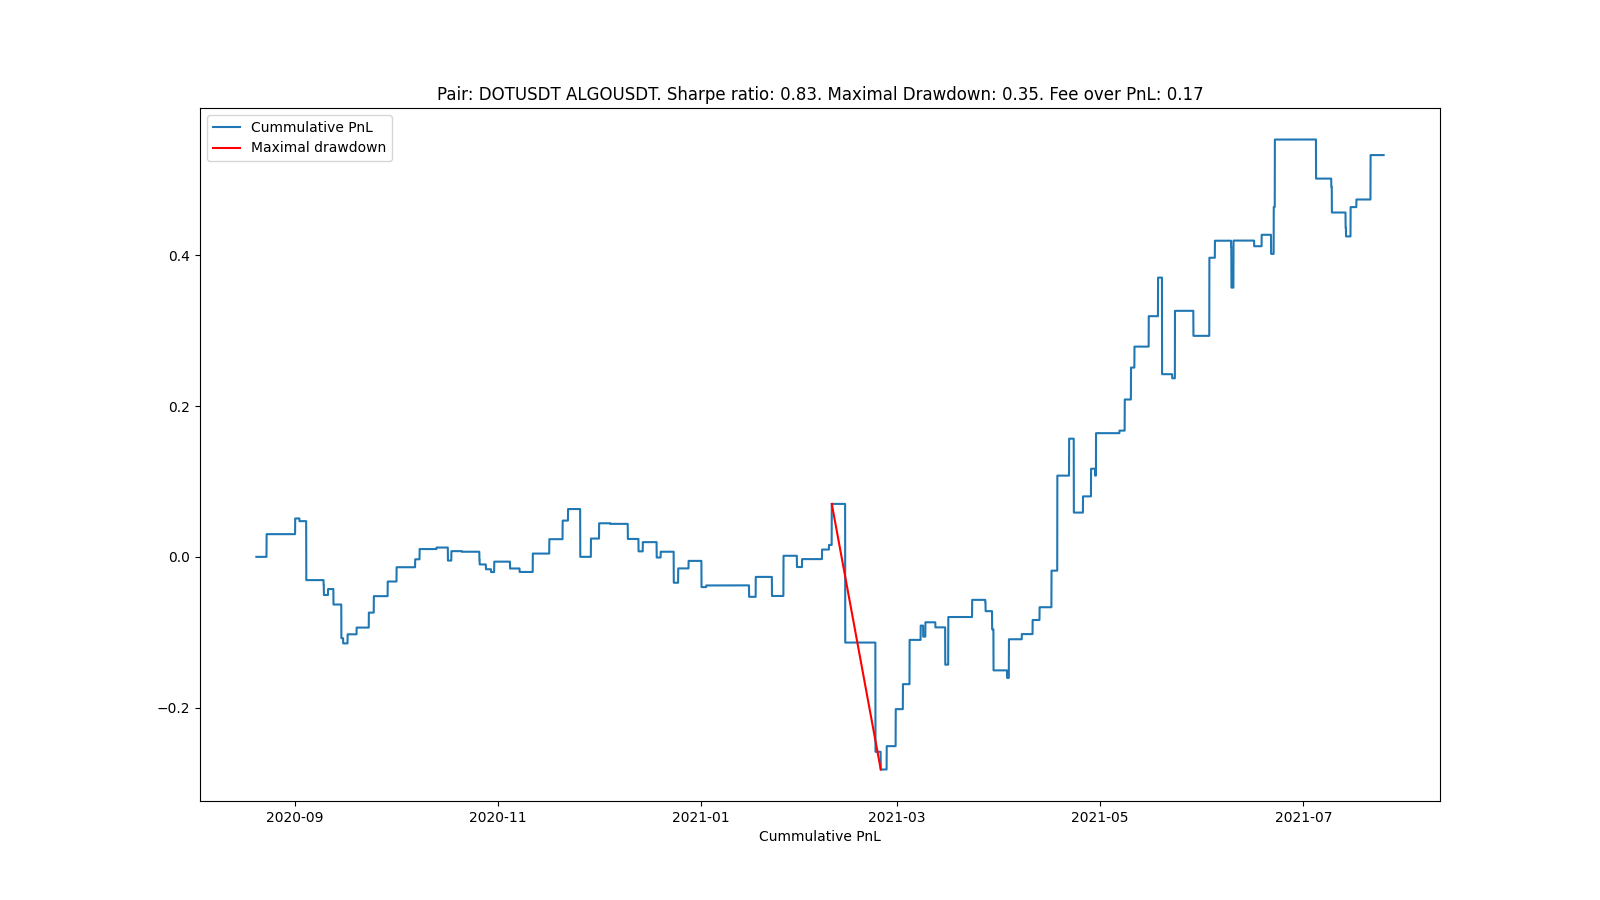 Pair: DOTUSDT ALGOUSDT. Sharpe ratio: 0.83. Maximal Drawdown: 0.35. Fee over PnL: 0.17
Cummulative PnL
Maximal drawdown
0.4
0.2
0.0
−0.2
2020-09 2020-11 2021-01 2021-03 2021-05 2021-07
Cummulative PnL